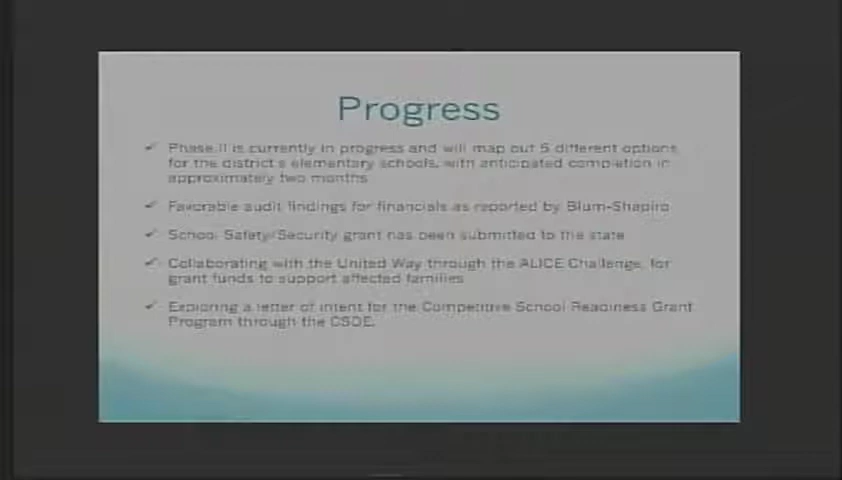 Progress
✓ Phase II is currently in progress and will map out 5 different options
for the district's elementary schools, with anticipated completion in
approximately two months
✓ Favorable audit findings for financials as reported by Blum-Shapiro
✓ School Safety/Security grant has been submitted to the state
✓ Collaborating with the United Way through the ALICE Challenge, for
grant funds to support affected families
✓ Exploring a letter of intent for the Competitive School Readiness Grant
Program through the CSDE.